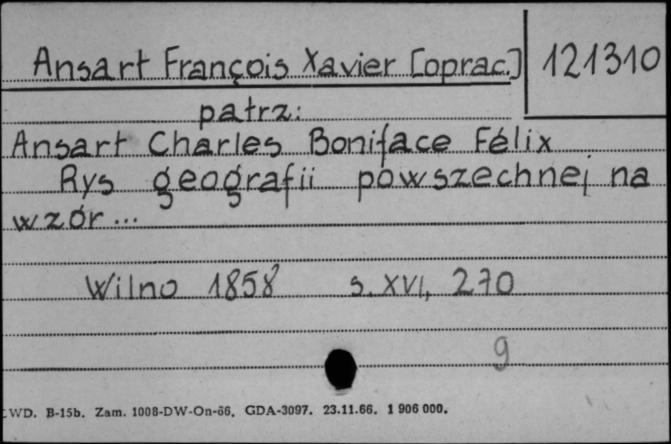 Ansart François Xavier [oprac.] 121310
patrz:
Ansart Charles Boniface Félix
Rys geografii powszechnej na
wzór...
Wilno 1858 s. XVI, 270
9
WD. B-15b. Zam. 1008-DW-On-66. GDA-3097. 23.11.66. 1 906 000.